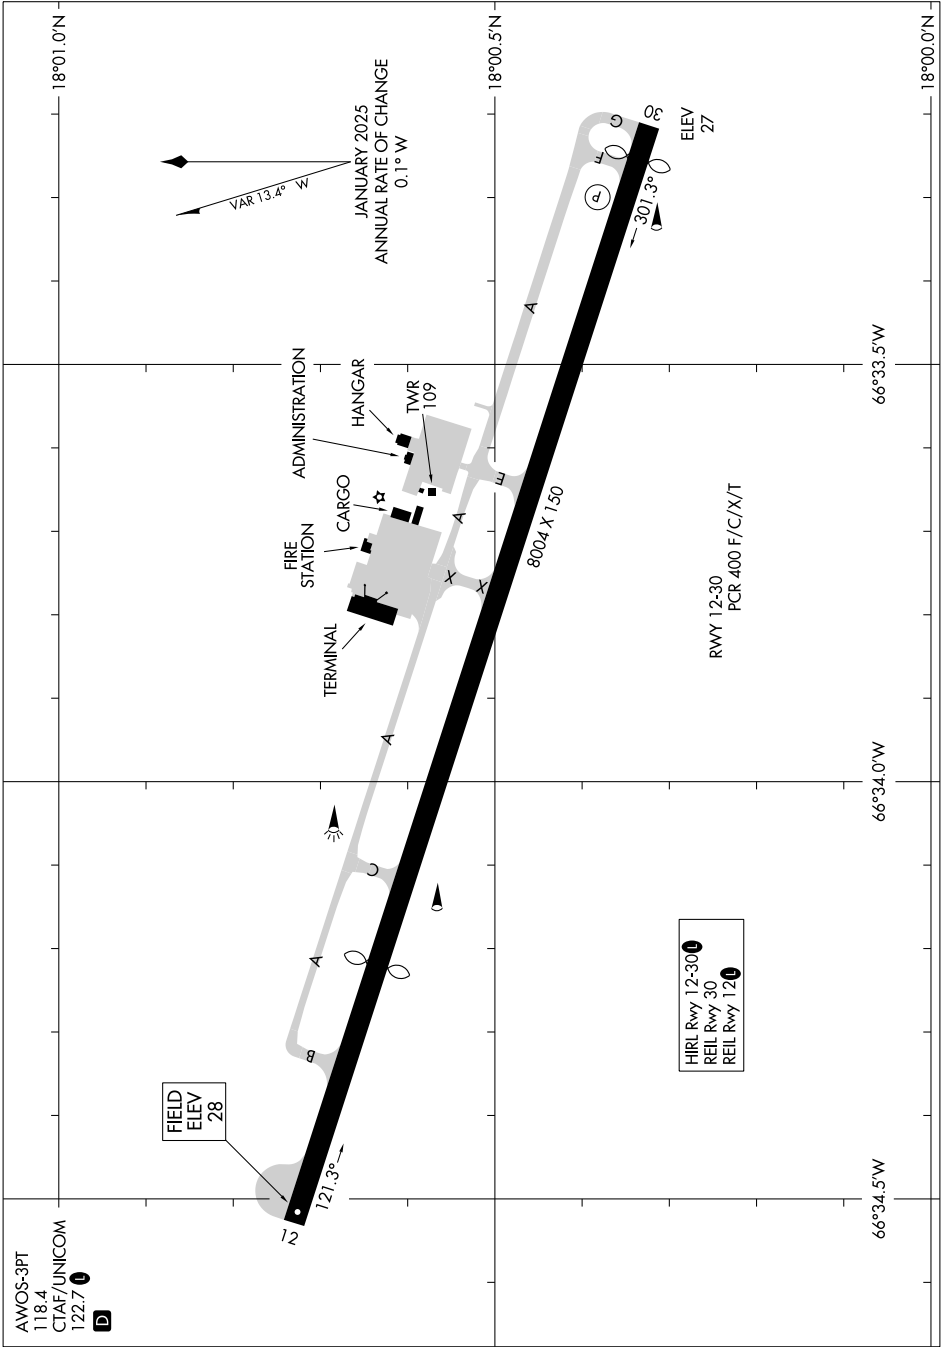 AWOS-3PT
118.4
CTAF/UNICOM
122.7 L
D
FIELD
ELEV
28
12
121.3°
B
A
C
A
TERMINAL
FIRE
STATION
CARGO
ADMINISTRATION
HANGAR
TWR
109
X
X
A
E
A
8004 X 150
F
G
P
30
301.3°
ELEV
27
VAR 13.4° W
JANUARY 2025
ANNUAL RATE OF CHANGE
0.1° W
RWY 12-30
PCR 400 F/C/X/T
HIRL Rwy 12-30 L
REIL Rwy 30
REIL Rwy 12 L
18°01.0'N
18°00.5'N
18°00.0'N
66°33.5'W
66°34.0'W
66°34.5'W